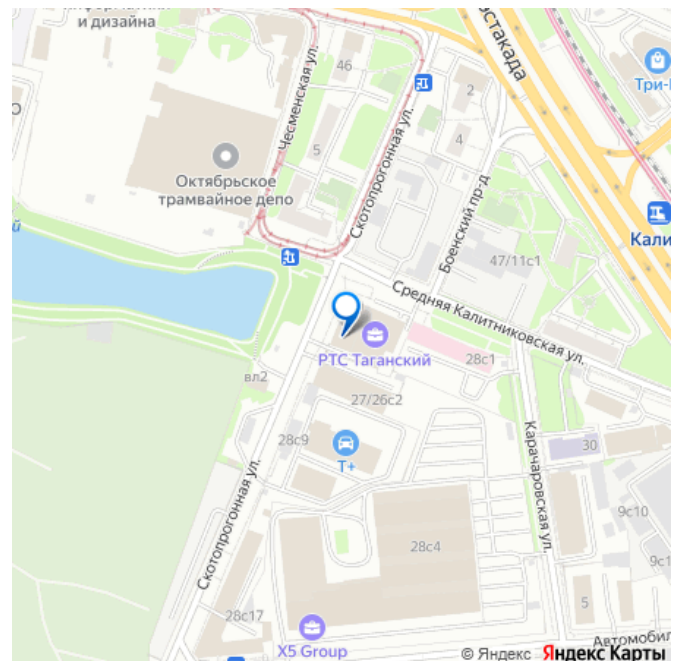 и дизайна
Чесменская ул.
46
5
2
4
эстакада
Три-
Октябрьское
трамвайное депо
Скотопрогонная ул.
Боенский пр-д
47/11с1
Кали
Средняя Калитниковская ул.
РТС Таганский
28с1
вл2
27/26с2
28с9
Т+
Карачаровская ул.
30
9с10
9с1
Скотопрогонная ул.
28с4
28с17
5
X5 Group
Автомобил
© Яндекс Яндекс Карты